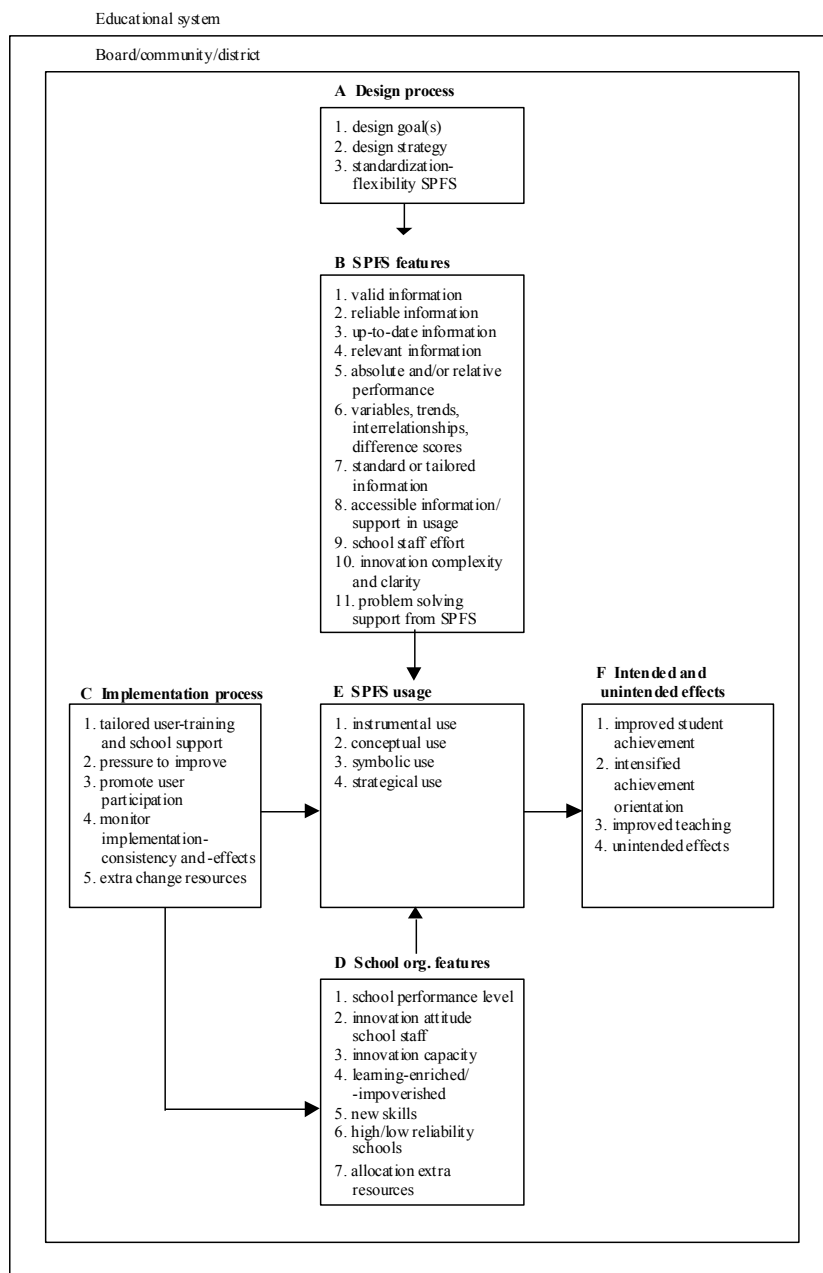 Educational system
Board/community/district
A Design process
1. design goal(s)
2. design strategy
3. standardization-
flexibility SPFS
B SPFS features
1. valid information
2. reliable information
3. up-to-date information
4. relevant information
5. absolute and/or relative
performance
6. variables, trends,
interrelationships,
difference scores
7. standard or tailored
information
8. accessible information/
support in usage
9. school staff effort
10. innovation complexity
and clarity
11. problem solving
support from SPFS
C Implementation process
1. tailored user-training
and school support
2. pressure to improve
3. promote user
participation
4. monitor
implementation-
consistency and -effects
5. extra change resources
E SPFS usage
1. instrumental use
2. conceptual use
3. symbolic use
4. strategical use
F Intended and
unintended effects
1. improved student
achievement
2. intensified
achievement
orientation
3. improved teaching
4. unintended effects
D School org. features
1. school performance level
2. innovation attitude
school staff
3. innovation capacity
4. learning-enriched/
-impoverished
5. new skills
6. high/low reliability
schools
7. allocation extra
resources